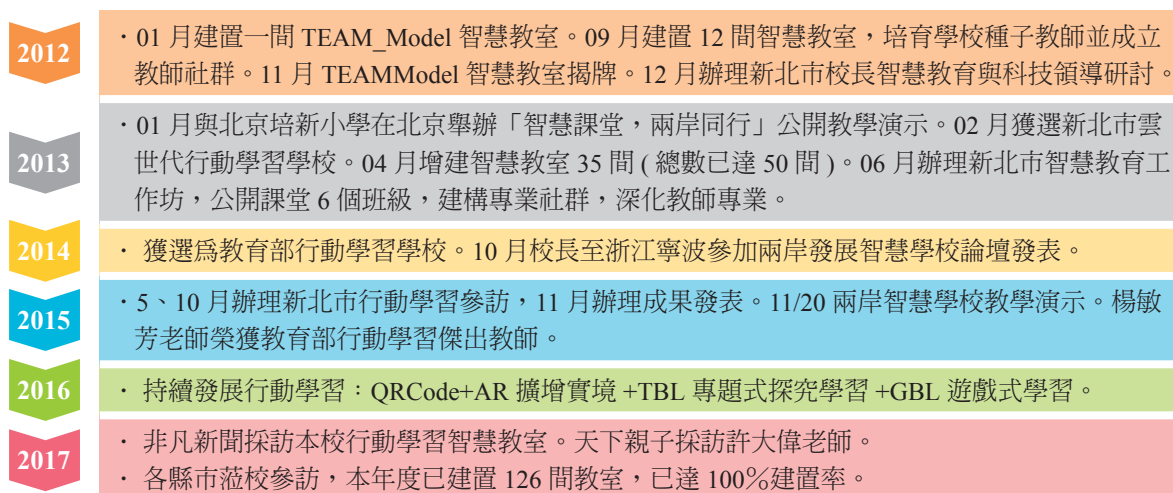 2012
・01 月建置一間 TEAM_Model 智慧教室。09 月建置 12 間智慧教室，培育學校種子教師並成立
教師社群。11 月 TEAMModel 智慧教室揭牌。12 月辦理新北市校長智慧教育與科技領導研討。
2013
・01 月與北京培新小學在北京舉辦「智慧課堂，兩岸同行」公開教學演示。02 月獲選新北市雲
世代行動學習學校。04 月增建智慧教室 35 間 ( 總數已達 50 間 )。06 月辦理新北市智慧教育工
作坊，公開課堂 6 個班級，建構專業社群，深化教師專業。
2014
・ 獲選為教育部行動學習學校。10 月校長至浙江寧波參加兩岸發展智慧學校論壇發表。
2015
・5、10 月辦理新北市行動學習參訪，11 月辦理成果發表。11/20 兩岸智慧學校教學演示。楊敏
芳老師榮獲教育部行動學習傑出教師。
2016
・ 持續發展行動學習：QRCode+AR 擴增實境 +TBL 專題式探究學習 +GBL 遊戲式學習。
2017
・ 非凡新聞採訪本校行動學習智慧教室。天下親子採訪許大偉老師。
・ 各縣市蒞校參訪，本年度已建置 126 間教室，已達 100%建置率。